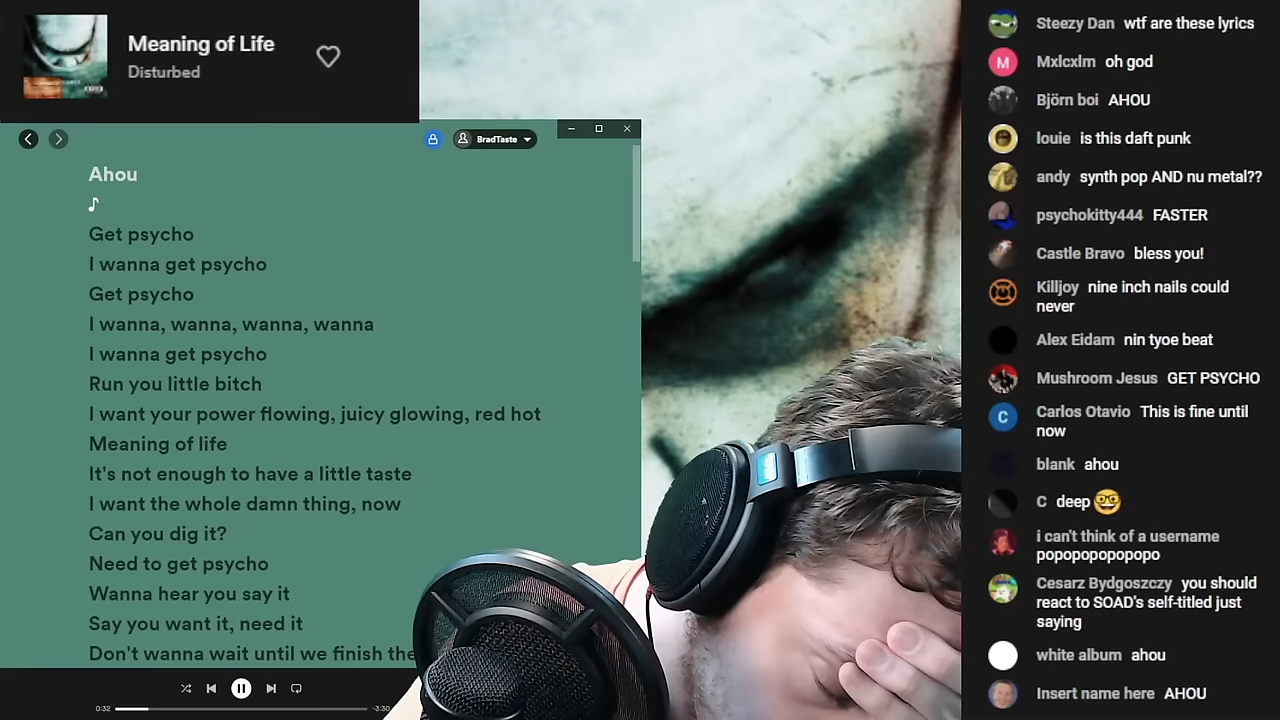 Meaning of Life
Disturbed
BradTaste
Ahou
Get psycho
I wanna get psycho
Get psycho
I wanna, wanna, wanna, wanna
I wanna get psycho
Run you little bitch
I want your power flowing, juicy glowing, red hot
Meaning of life
It's not enough to have a little taste
I want the whole damn thing, now
Can you dig it?
Need to get psycho
Wanna hear you say it
Say you want it, need it
Don't wanna wait until we finish the
0:32
-3:30
Steezy Dan wtf are these lyrics
M
Mxlcxlm oh god
Björn boi AHOU
louie is this daft punk
andy synth pop AND nu metal??
psychokitty444 FASTER
Castle Bravo bless you!
Killjoy nine inch nails could
never
Alex Eidam nin tyoe beat
Mushroom Jesus GET PSYCHO
C
Carlos Otavio This is fine until
now
blank ahou
C deep 🤓
i can't think of a username
popopopopopopo
Cesarz Bydgoszczy you should
react to SOAD's self-titled just
saying
white album ahou
Insert name here AHOU